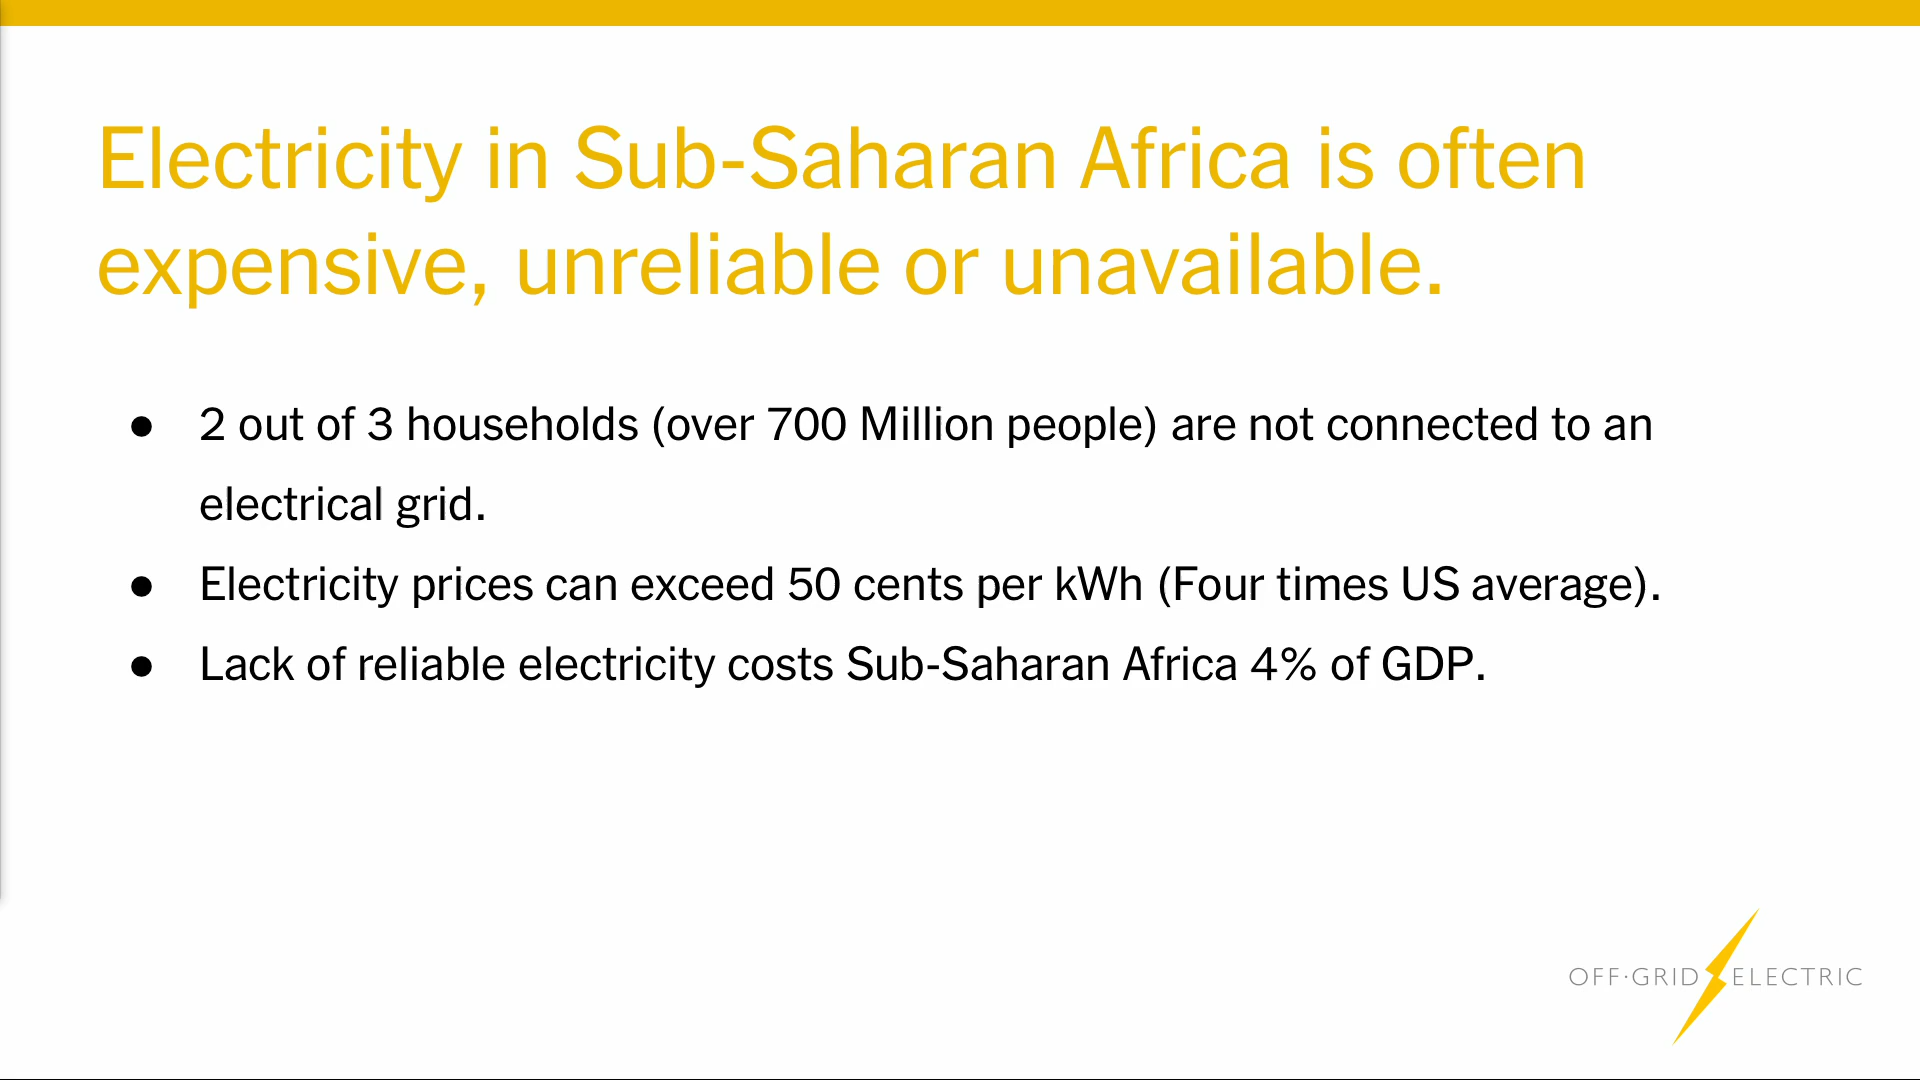 Electricity in Sub-Saharan Africa is often
expensive, unreliable or unavailable.
● 2 out of 3 households (over 700 Million people) are not connected to an
electrical grid.
● Electricity prices can exceed 50 cents per kWh (Four times US average).
● Lack of reliable electricity costs Sub-Saharan Africa 4% of GDP.
OFF·GRID ELECTRIC